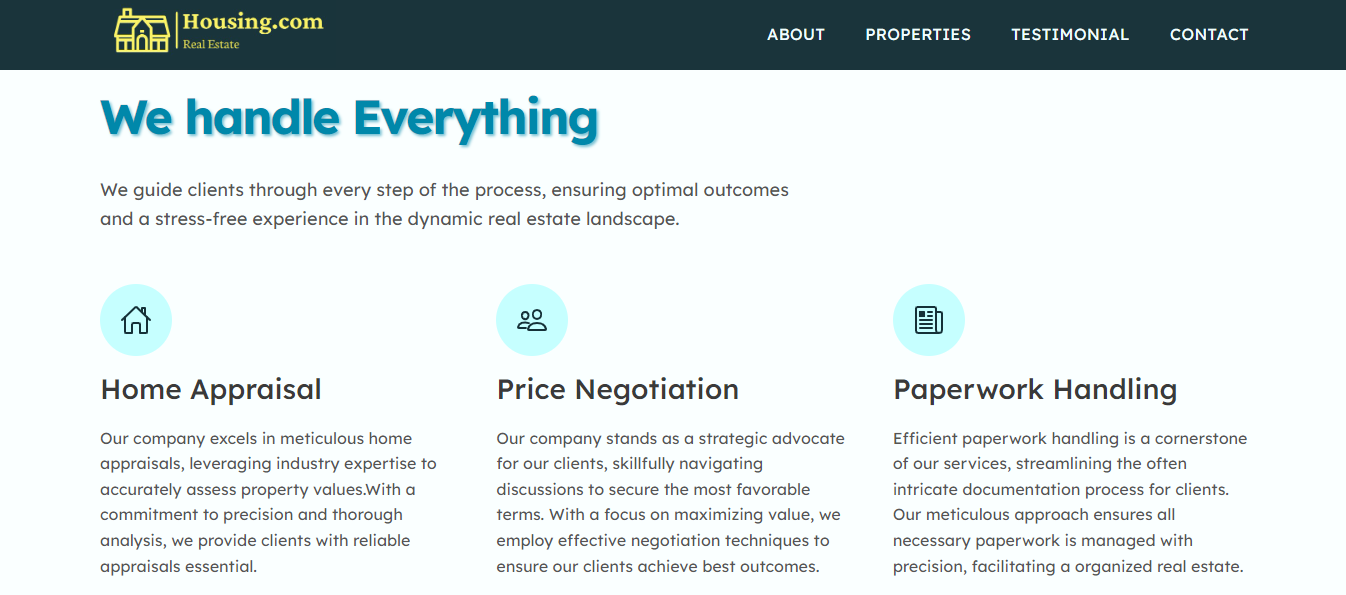 Housing.com
Real Estate
ABOUT PROPERTIES TESTIMONIAL CONTACT
We handle Everything
We guide clients through every step of the process, ensuring optimal outcomes
and a stress-free experience in the dynamic real estate landscape.
Home Appraisal
Our company excels in meticulous home
appraisals, leveraging industry expertise to
accurately assess property values.With a
commitment to precision and thorough
analysis, we provide clients with reliable
appraisals essential.
Price Negotiation
Our company stands as a strategic advocate
for our clients, skillfully navigating
discussions to secure the most favorable
terms. With a focus on maximizing value, we
employ effective negotiation techniques to
ensure our clients achieve best outcomes.
Paperwork Handling
Efficient paperwork handling is a cornerstone
of our services, streamlining the often
intricate documentation process for clients.
Our meticulous approach ensures all
necessary paperwork is managed with
precision, facilitating a organized real estate.